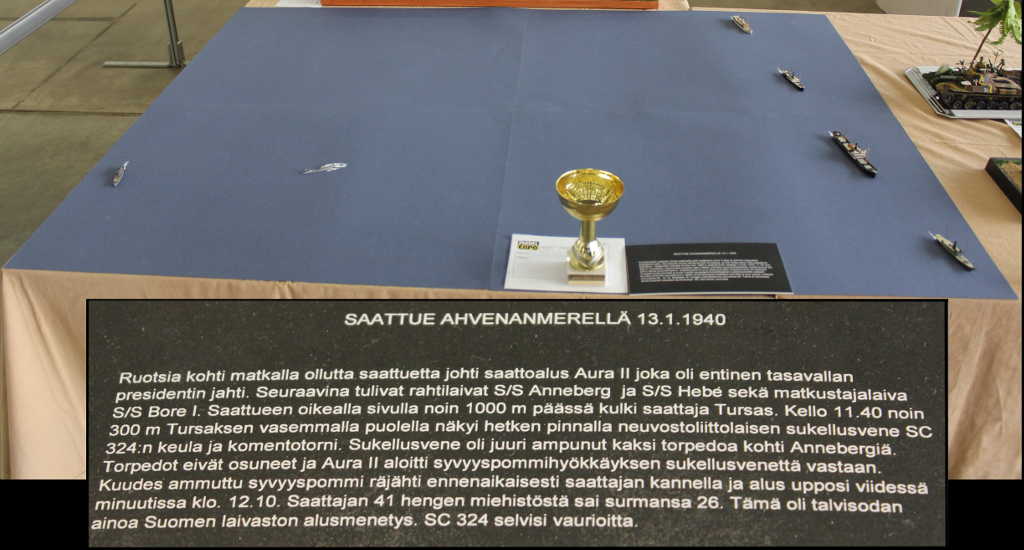 SAATTUE AHVENANMERELLÄ 13.1.1940
Ruotsia kohti matkalla ollutta saattuetta johti saattoalus Aura II joka oli entinen tasavallan
presidentin jahti. Seuraavina tulivat rahtilaivat S/S Anneberg ja S/S Hebe sekä matkustajalaiva
S/S Bore I. Saattueen oikealla sivulla noin 1000 m päässä kulki saattaja Tursas. Kello 11.40 noin
300 m Tursaksen vasemmalla puolella näkyi hetken pinnalla neuvostoliittolaisen sukellusvene SC
324:n keula ja komentotorni. Sukellusvene oli juuri ampunut kaksi torpedoa kohti Annebergiä.
Torpedot eivät osuneet ja Aura II aloitti syvyyspommihyökkäyksen sukellusvenettä vastaan.
Kuudes ammuttu syvyyspommi räjähti ennenaikaisesti saattajan kannella ja alus upposi viidessä
minuutissa klo. 12.10. Saattajan 41 hengen miehistöstä sai surmansa 26. Tämä oli talvisodan
ainoa Suomen laivaston alusmenetys. SC 324 selvisi vaurioitta.